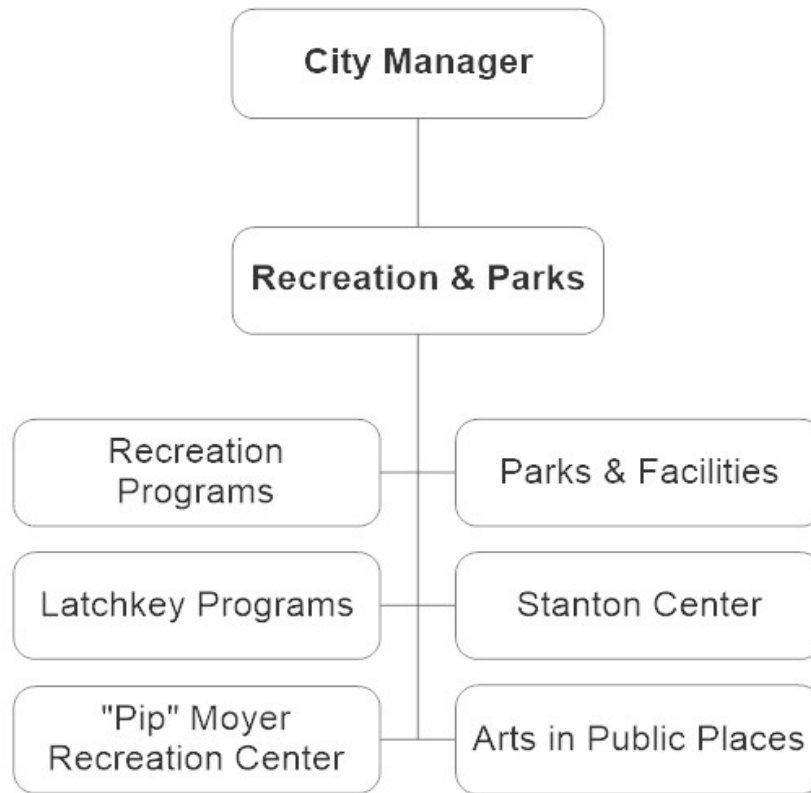 City Manager
Recreation & Parks
Recreation
Programs
Parks & Facilities
Latchkey Programs
Stanton Center
"Pip" Moyer
Recreation Center
Arts in Public Places